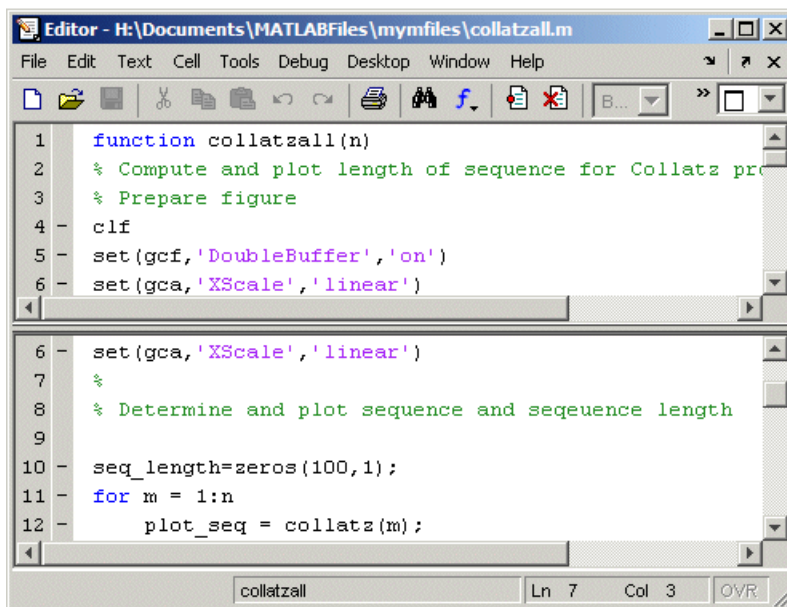 Editor - H:\Documents\MATLABFiles\mymfiles\collatzall.m
File Edit Text Cell Tools Debug Desktop Window Help
B...
1 function collatzall(n)
2 % Compute and plot length of sequence for Collatz pro
3 % Prepare figure
4 - clf
5 - set(gcf,'DoubleBuffer','on')
6 - set(gca,'XScale','linear')
6 - set(gca,'XScale','linear')
7 %
8 % Determine and plot sequence and seqeuence length
9
10 - seq_length=zeros(100,1);
11 - for m = 1:n
12 - plot_seq = collatz(m);
collatzall Ln 7 Col 3 OVR